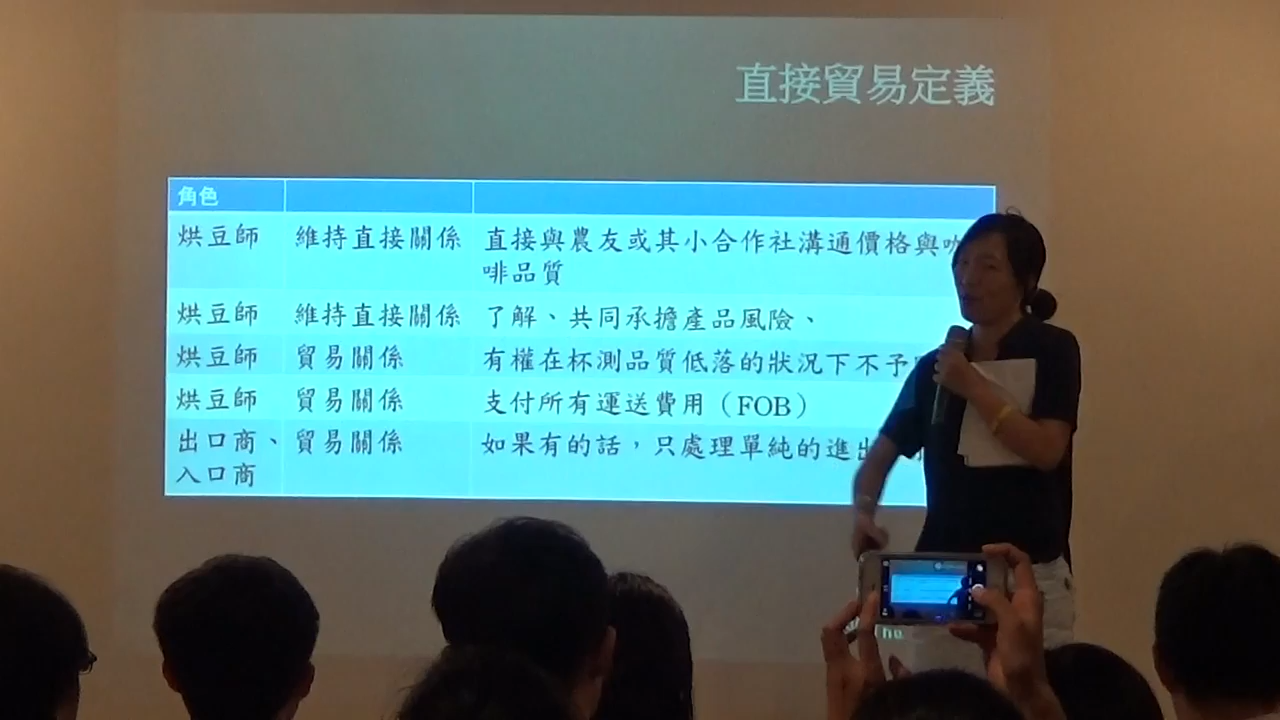 直接貿易定義
角色
烘豆師 維持直接關係 直接與農友或其小合作社溝通價格與咖
啡品質
烘豆師 維持直接關係 了解、共同承擔產品風險、
烘豆師 貿易關係 有權在杯測品質低落的狀況下不予
烘豆師 貿易關係 支付所有運送費用（FOB）
出口商、 貿易關係 如果有的話，只處理單純的進出
入口商